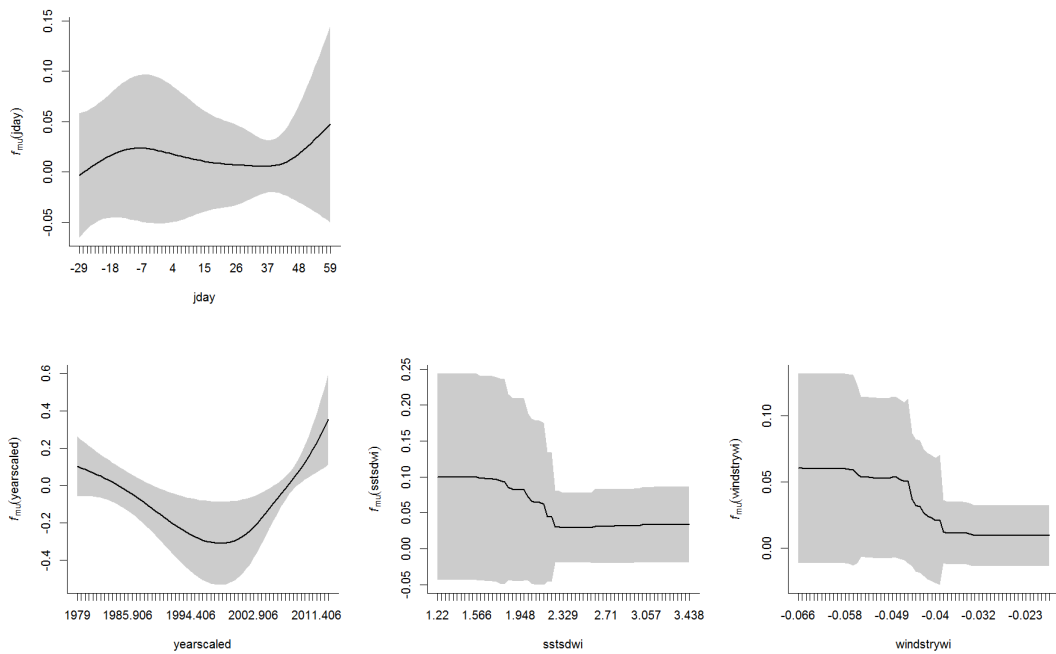 f_mu(jday)
0.15
0.10
0.05
0.00
-0.05
-29 -18 -7 4 15 26 37 48 59
jday
f_mu(yearscaled)
0.6
0.4
0.2
0.0
-0.2
-0.4
1979 1985.906 1994.406 2002.906 2011.406
yearscaled
f_mu(sstsdwi)
0.25
0.20
0.15
0.10
0.05
0.00
-0.05
1.22 1.566 1.948 2.329 2.71 3.057 3.438
sstsdwi
f_mu(windstrywi)
0.10
0.05
0.00
-0.066 -0.058 -0.049 -0.04 -0.032 -0.023
windstrywi